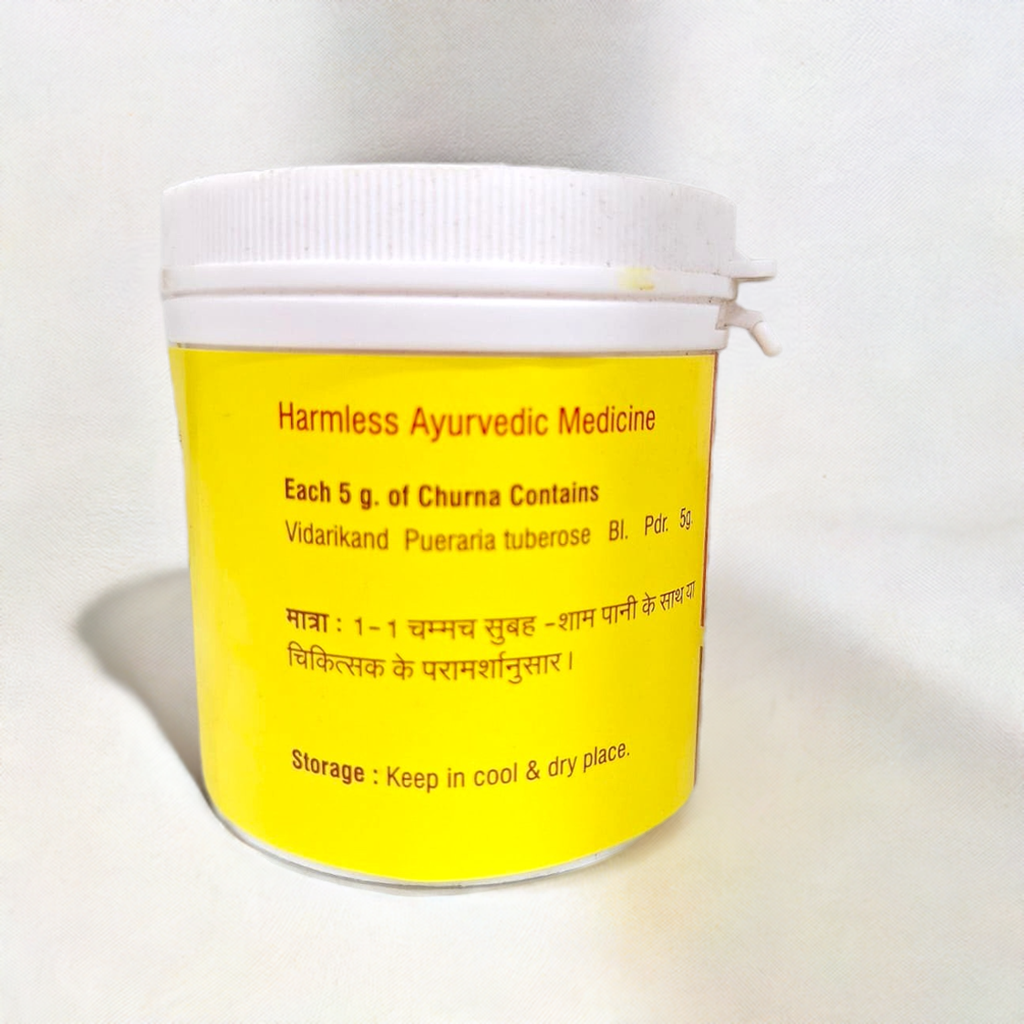 Harmless Ayurvedic Medicine
Each 5 g. of Churna Contains
Vidarikand Pueraria tuberose Bl. Pdr. 5g.
मात्रा : 1-1 चम्मच सुबह -शाम पानी के साथ या
चिकित्सक के परामर्शानुसार।
Storage : Keep in cool & dry place.